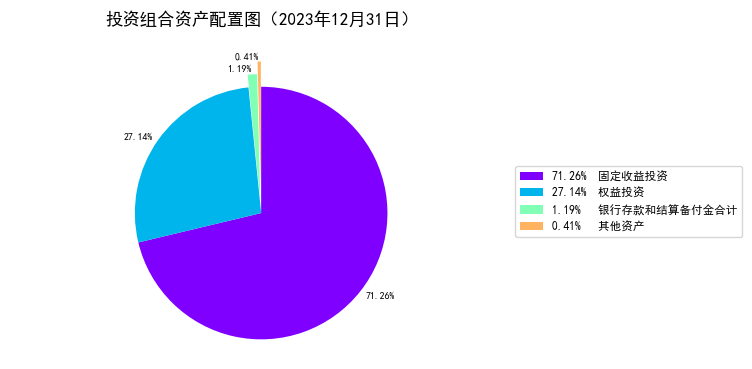 投资组合资产配置图（2023年12月31日）
0.41%
1.19%
27.14%
71.26%
71.26% 固定收益投资
27.14% 权益投资
1.19% 银行存款和结算备付金合计
0.41% 其他资产